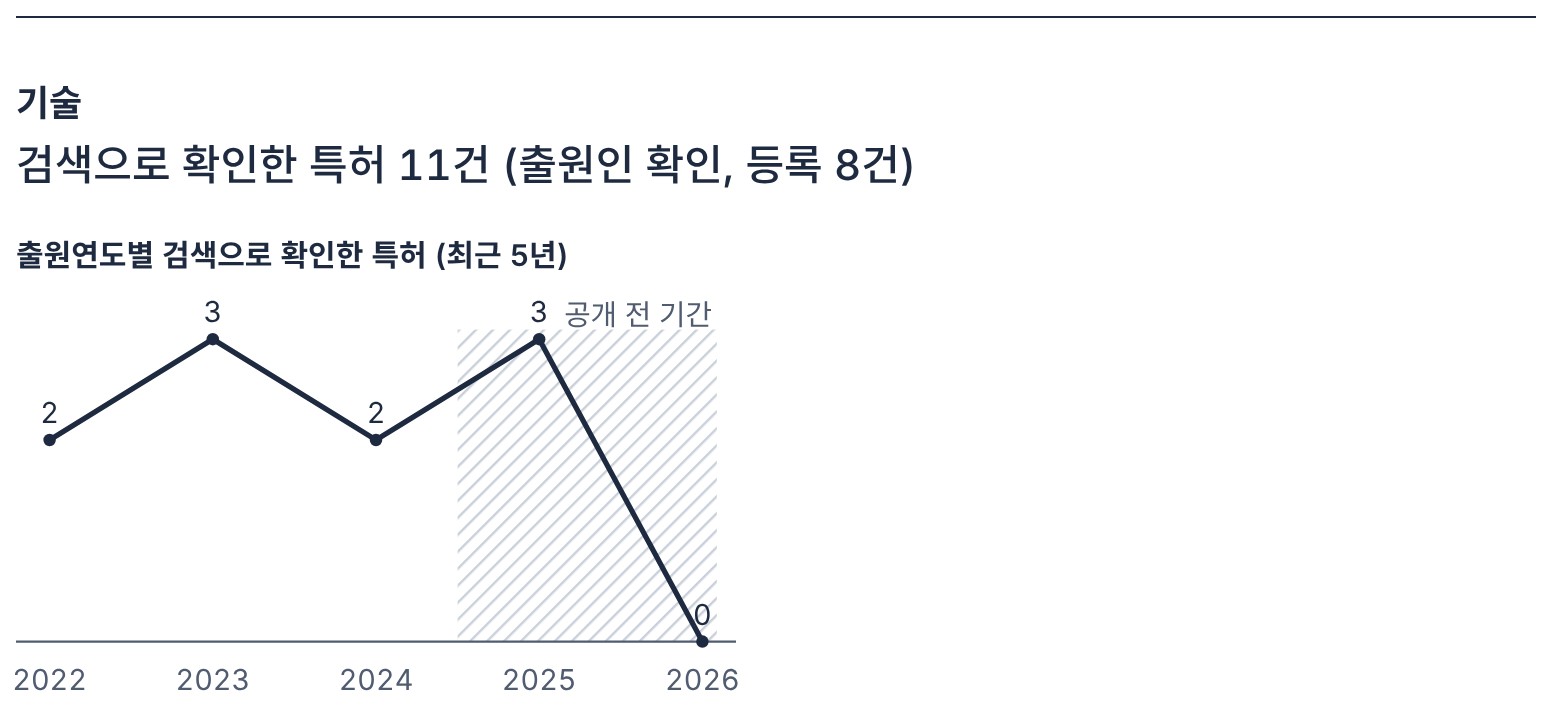 기술
검색으로 확인한 특허 11건 (출원인 확인, 등록 8건)
출원연도별 검색으로 확인한 특허 (최근 5년)
3
3 공개 전 기간
2
2
0
2022 2023 2024 2025 2026